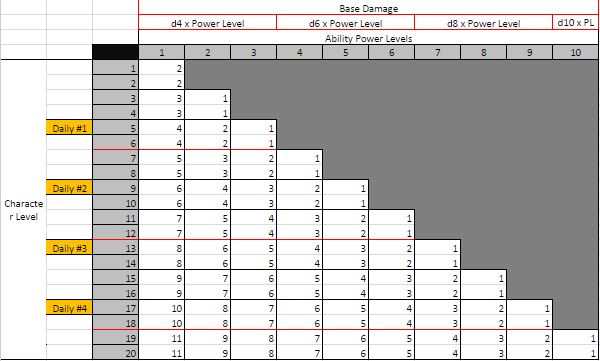 Base Damage
d4 x Power Level d6 x Power Level d8 x Power Level d10 x PL
Ability Power Levels
1 2 3 4 5 6 7 8 9 10
1 2
2 2
3 3 1
4 3 1
Daily #1 5 4 2 1
6 4 2 1
7 5 3 2 1
8 5 3 2 1
Daily #2 9 6 4 3 2 1
10 6 4 3 2 1
Characte
r Level
11 7 5 4 3 2 1
12 7 5 4 3 2 1
Daily #3 13 8 6 5 4 3 2 1
14 8 6 5 4 3 2 1
15 9 7 6 5 4 3 2 1
16 9 7 6 5 4 3 2 1
Daily #4 17 10 8 7 6 5 4 3 2 1
18 10 8 7 6 5 4 3 2 1
19 11 9 8 7 6 5 4 3 2 1
20 11 9 8 7 6 5 4 3 2 1